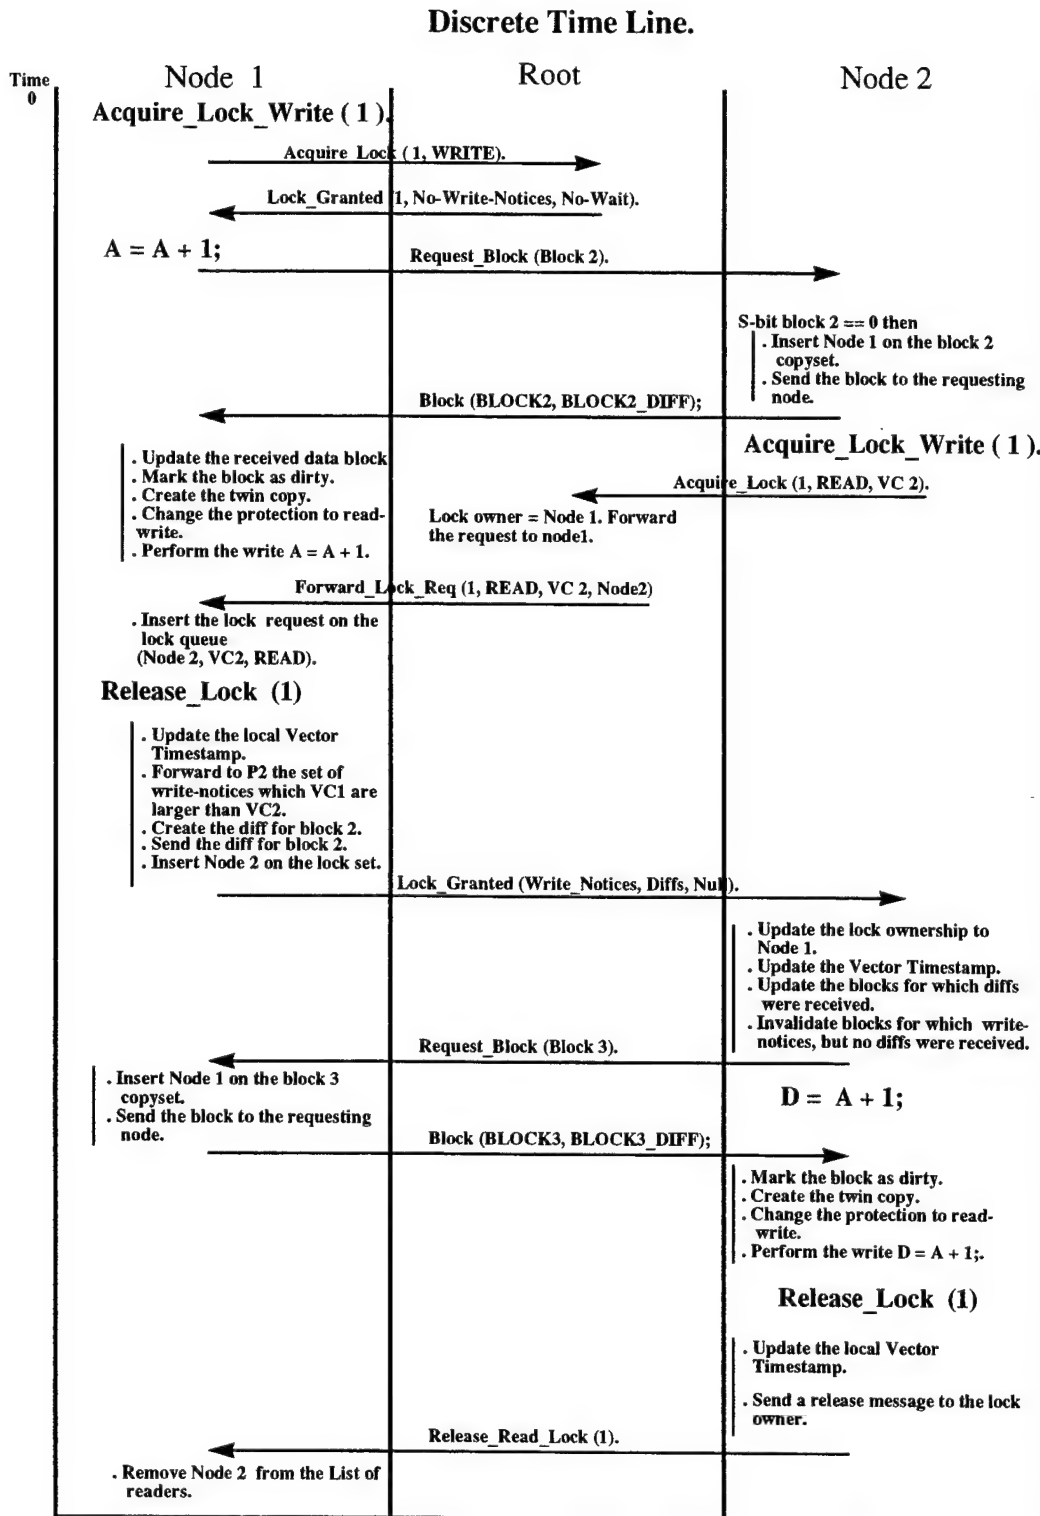 Discrete Time Line.
Time
0
Node 1
Root
Node 2
Acquire_Lock_Write ( 1 ).
Acquire_Lock ( 1, WRITE).
Lock_Granted (1, No-Write-Notices, No-Wait).
A = A + 1;
Request_Block (Block 2).
S-bit block 2 == 0 then
. Insert Node 1 on the block 2
copyset.
. Send the block to the requesting
node.
Block (BLOCK2, BLOCK2_DIFF);
. Update the received data block
. Mark the block as dirty.
. Create the twin copy.
. Change the protection to read-
write.
. Perform the write A = A + 1.
Acquire_Lock_Write ( 1 ).
Acquire_Lock (1, READ, VC 2).
Lock owner = Node 1. Forward
the request to node1.
Forward_Lock_Req (1, READ, VC 2, Node2)
. Insert the lock request on the
lock queue
(Node 2, VC2, READ).
Release_Lock (1)
. Update the local Vector
Timestamp.
. Forward to P2 the set of
write-notices which VC1 are
larger than VC2.
. Create the diff for block 2.
. Send the diff for block 2.
. Insert Node 2 on the lock set.
Lock_Granted (Write_Notices, Diffs, Null).
. Update the lock ownership to
Node 1.
. Update the Vector Timestamp.
. Update the blocks for which diffs
were received.
. Invalidate blocks for which write-
notices, but no diffs were received.
Request_Block (Block 3).
. Insert Node 1 on the block 3
copyset.
. Send the block to the requesting
node.
D = A + 1;
Block (BLOCK3, BLOCK3_DIFF);
. Mark the block as dirty.
. Create the twin copy.
. Change the protection to read-
write.
. Perform the write D = A + 1;.
Release_Lock (1)
. Update the local Vector
Timestamp.
. Send a release message to the lock
owner.
Release_Read_Lock (1).
. Remove Node 2 from the List of
readers.